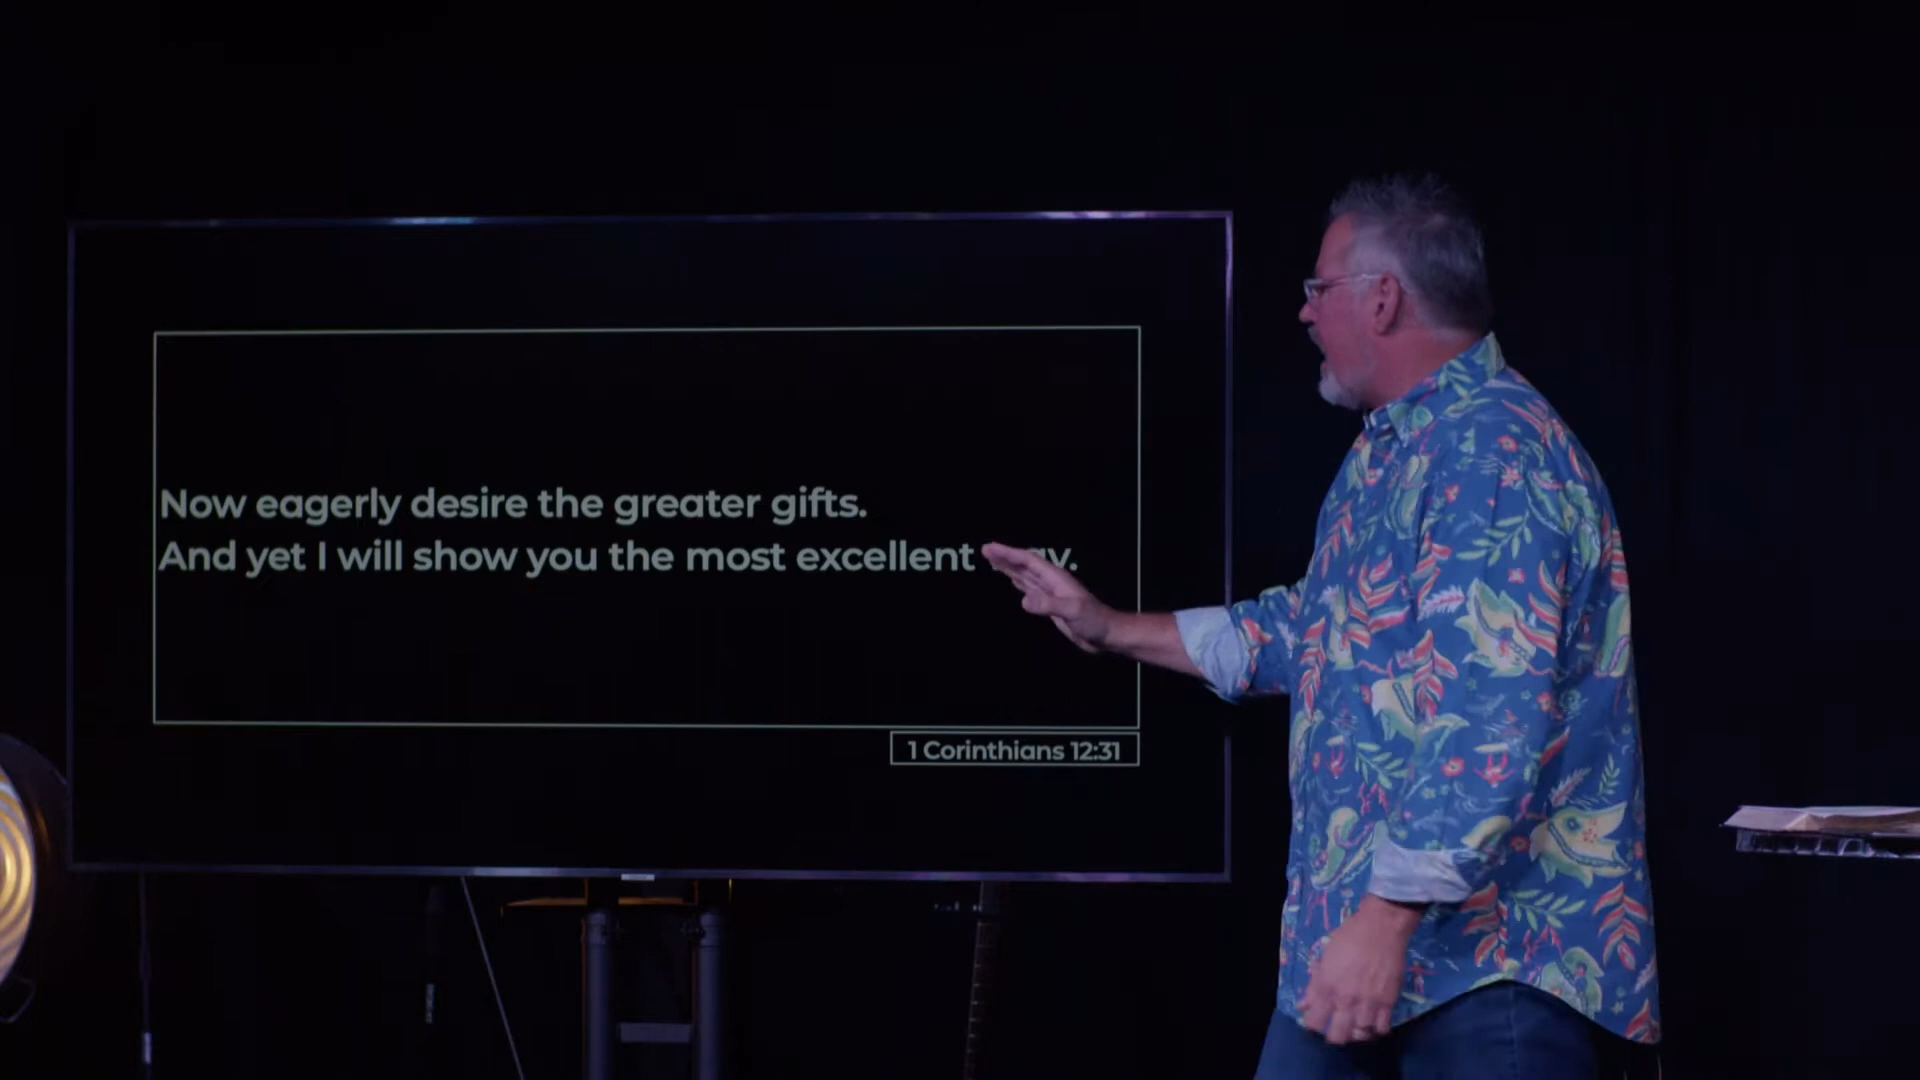 Now eagerly desire the greater gifts.
And yet I will show you the most excellent
1 Corinthians 12:31